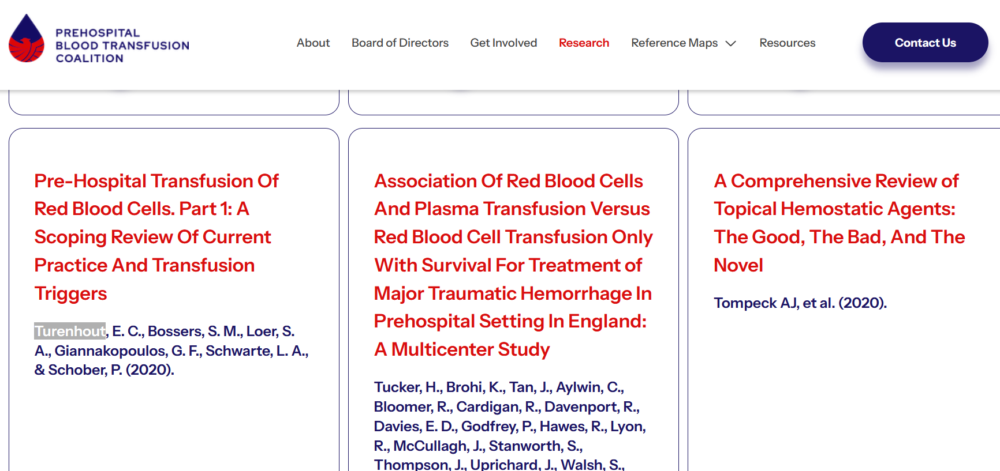 PREHOSPITAL
BLOOD TRANSFUSION
COALITION
About
Board of Directors
Get Involved
Research
Reference Maps
Resources
Contact Us
Pre-Hospital Transfusion Of
Red Blood Cells. Part 1: A
Scoping Review Of Current
Practice And Transfusion
Triggers
Turenhout, E. C., Bossers, S. M., Loer, S.
A., Giannakopoulos, G. F., Schwarte, L. A.,
& Schober, P. (2020).
Association Of Red Blood Cells
And Plasma Transfusion Versus
Red Blood Cell Transfusion Only
With Survival For Treatment of
Major Traumatic Hemorrhage In
Prehospital Setting In England:
A Multicenter Study
Tucker, H., Brohi, K., Tan, J., Aylwin, C.,
Bloomer, R., Cardigan, R., Davenport, R.,
Davies, E. D., Godfrey, P., Hawes, R., Lyon,
R., McCullagh, J., Stanworth, S.,
Thompson, J., Uprichard, J., Walsh, S.,
A Comprehensive Review of
Topical Hemostatic Agents:
The Good, The Bad, And The
Novel
Tompeck AJ, et al. (2020).